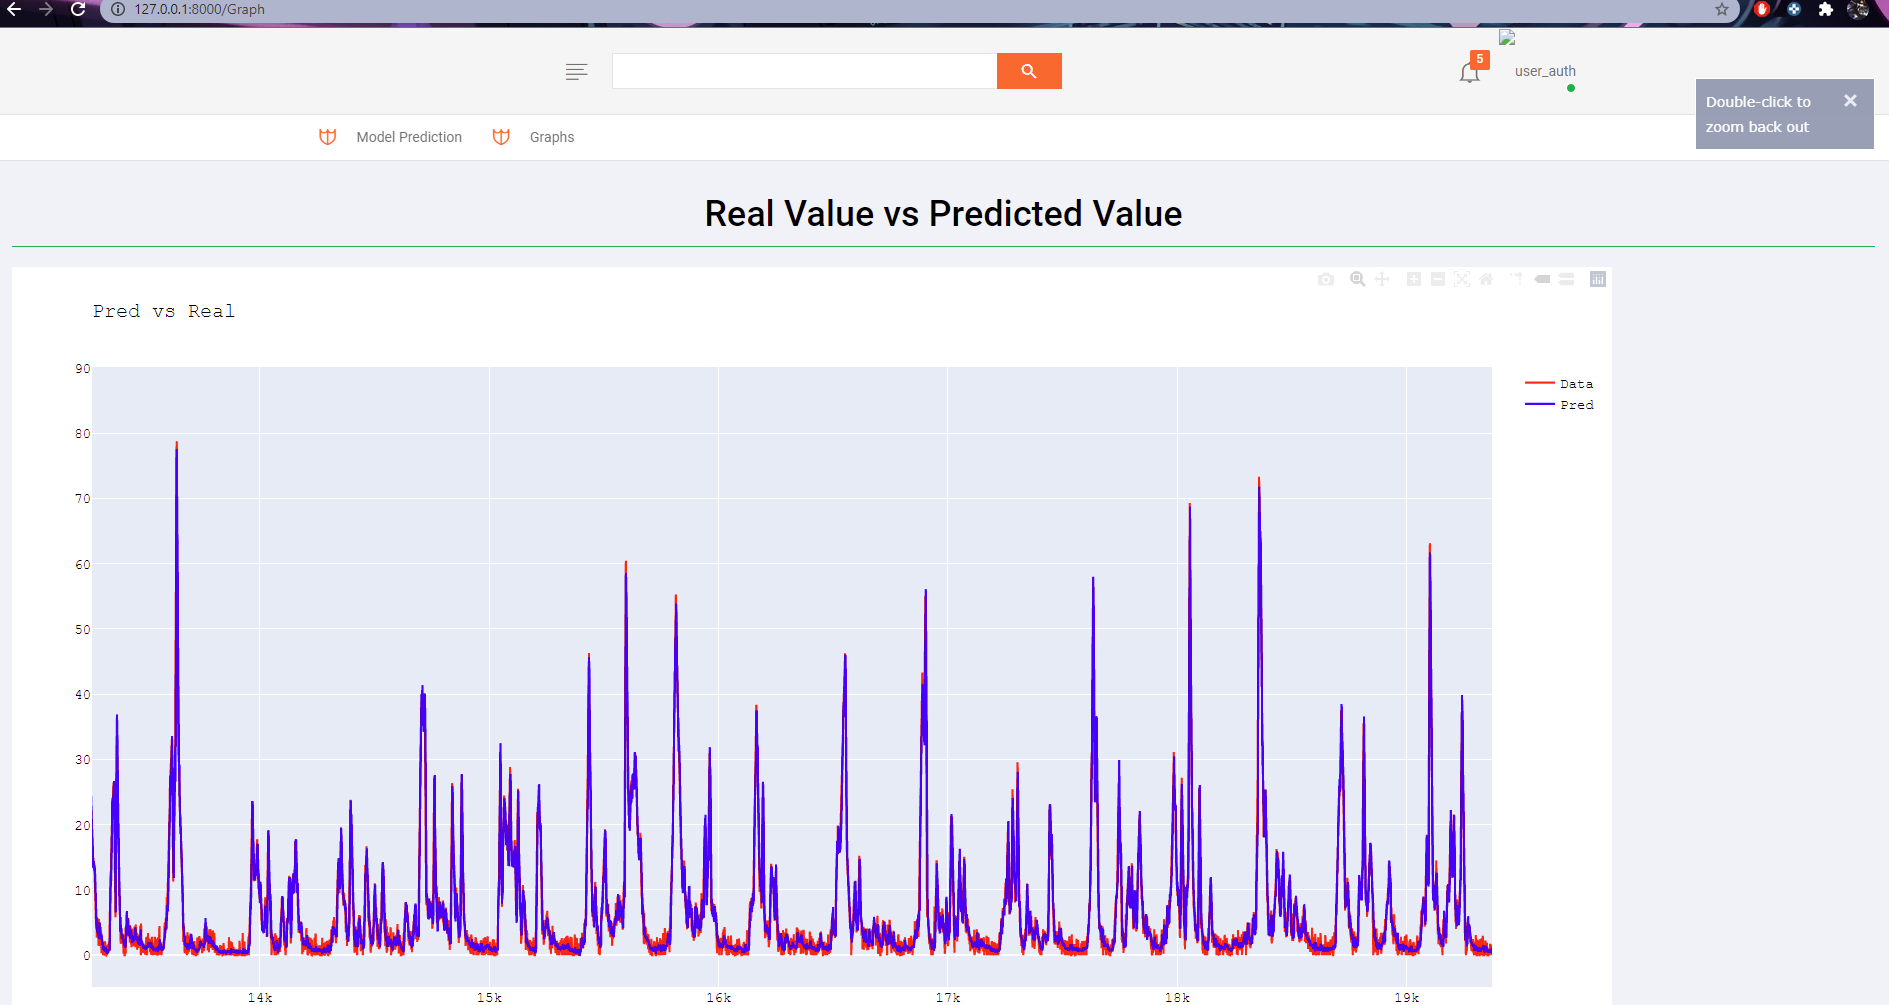 127.0.0.1:8000/Graph
5
user_auth
Double-click to
zoom back out
Model Prediction
Graphs
Real Value vs Predicted Value
Pred vs Real
90
80
70
60
50
40
30
20
10
0
Data
Pred
14k 15k 16k 17k 18k 19k